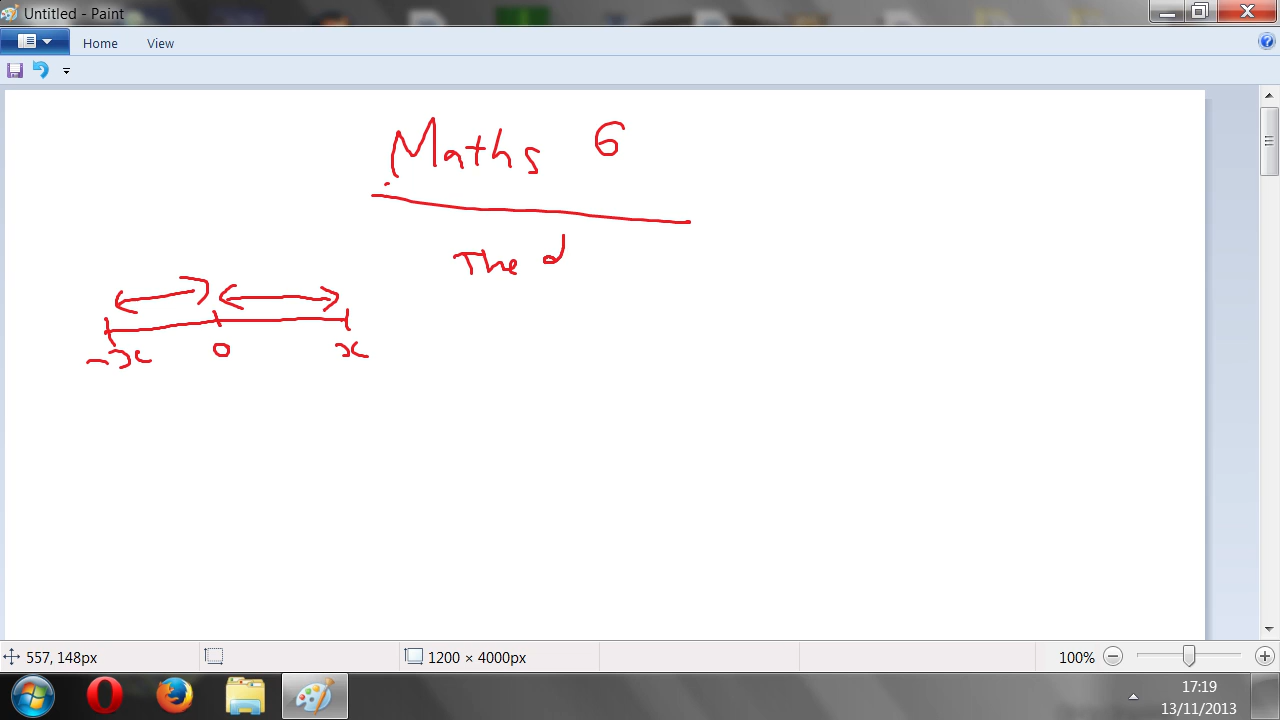 Untitled - Paint
Home View
Maths 6
The d
-x 0 x
557, 148px 1200 × 4000px 100%
17:19
13/11/2013